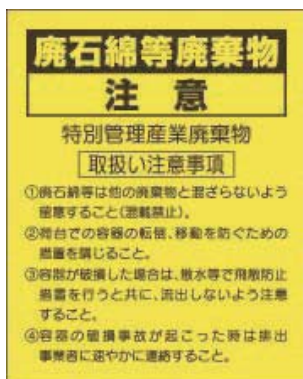 廃石綿等廃棄物
注 意
特別管理産業廃棄物
取扱い注意事項
①廃石綿等は他の廃棄物と混ざらないよう
留意すること(混載禁止)。
②荷台での容器の転倒、移動を防ぐための
措置を講じること。
③容器が破損した場合は、散水等で飛散防止
措置を行うと共に、流出しないよう注意
すること。
④容器の破損事故が起こった時は排出
事業者に速やかに連絡すること。